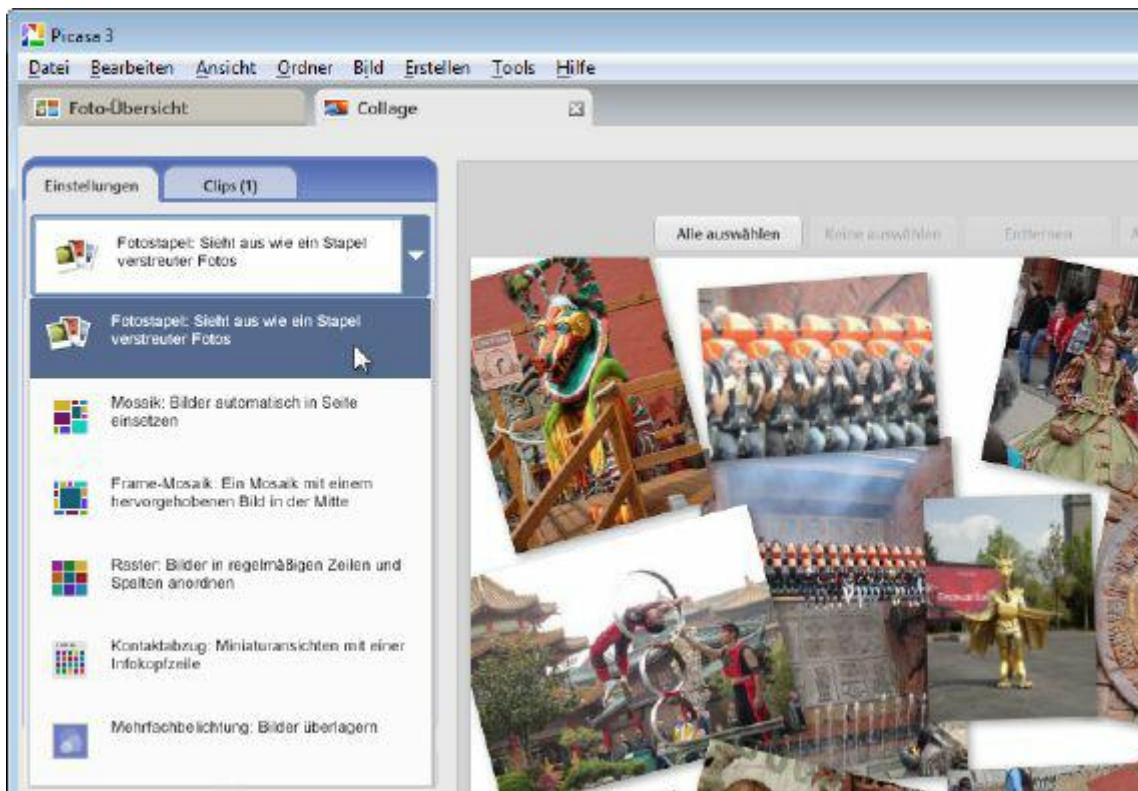 Picasa 3
Datei Bearbeiten Ansicht Ordner Bild Erstellen Tools Hilfe
Foto-Übersicht Collage
Einstellungen Clips (1)
Alle auswählen Keine auswählen Entfernen
Fotostapel: Sieht aus wie ein Stapel
verstreuter Fotos
Fotostapel: Sieht aus wie ein Stapel
verstreuter Fotos
Mosaik: Bilder automatisch in Seite
einsetzen
Frame-Mosaik: Ein Mosaik mit einem
hervorgehobenen Bild in der Mitte
Raster: Bilder in regelmäßigen Zeilen und
Spalten anordnen
Kontaktabzug: Miniaturansichten mit einer
Infokopfzeile
Mehrfachbelichtung: Bilder überlagern